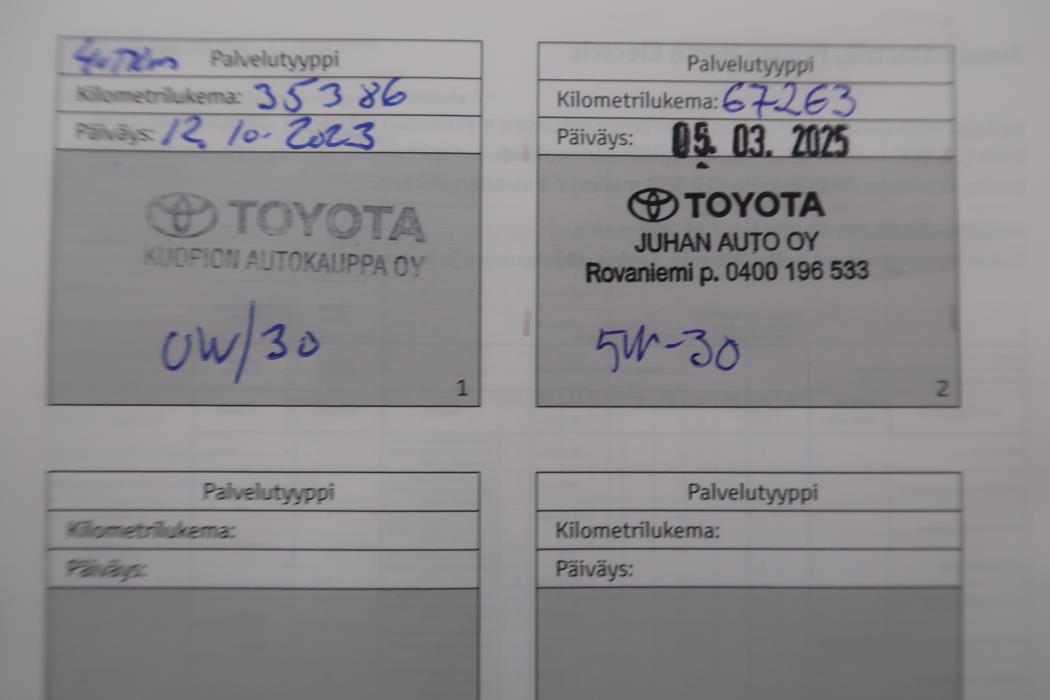 40Tkm Palvelutyyppi
Kilometrilukema: 35386
Päiväys: 12.10.2023
TOYOTA
KUOPION AUTOKAUPPA OY
0W/30
1
Palvelutyyppi
Kilometrilukema: 67263
Päiväys: 05. 03. 2025
TOYOTA
JUHAN AUTO OY
Rovaniemi p. 0400 196 533
5W-30
2
Palvelutyyppi
Kilometrilukema:
Päiväys:
Palvelutyyppi
Kilometrilukema:
Päiväys: